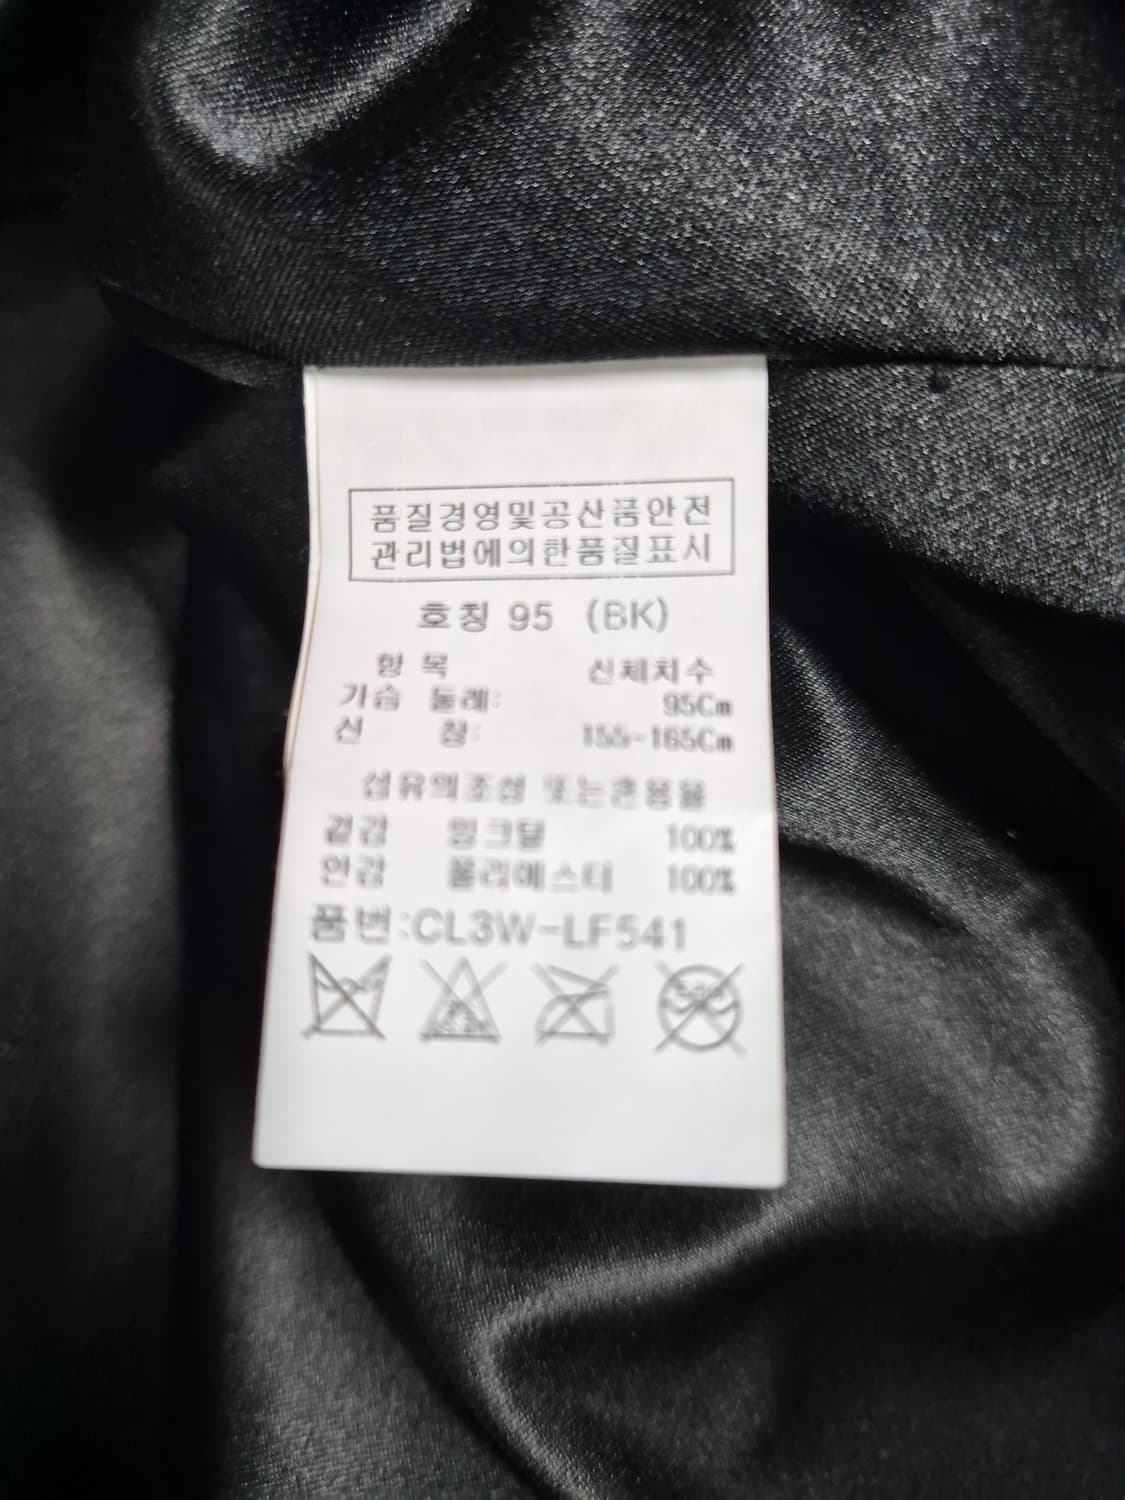 품질경영및공산품안전
관리법에의한품질표시
호칭 95 (BK)
항 목 신체치수
가슴 둘레: 95Cm
신 장: 155~165Cm
섬유의조성 또는혼용율
겉감 밍크털 100%
안감 폴리에스터 100%
품번:CL3W-LF541